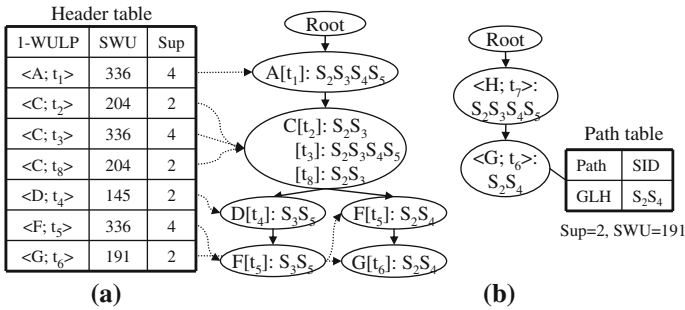 Header table
1-WULP SWU Sup
<A; t1> 336 4
<C; t2> 204 2
<C; t3> 336 4
<C; t8> 204 2
<D; t4> 145 2
<F; t5> 336 4
<G; t6> 191 2
(a)
Root
A[t1]: S2S3S4S5
C[t2]: S2S3
[t3]: S2S3S4S5
[t8]: S2S3
D[t4]: S3S5
F[t5]: S2S4
F[t5]: S3S5
G[t6]: S2S4
Root
<H; t7>:
S2S3S4S5
<G; t6>:
S2S4
Path table
Path SID
GLH S2S4
Sup=2, SWU=191
(b)